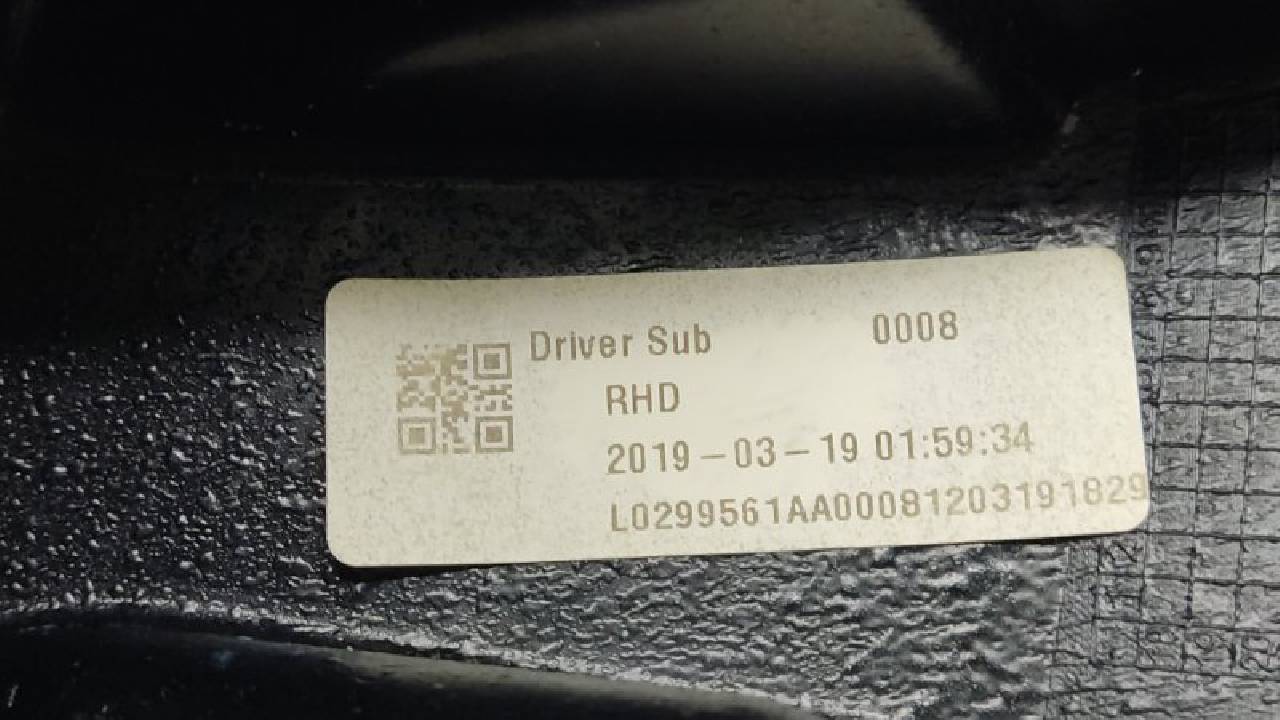 Driver Sub 0008
RHD
2019-03-19 01:59:34
L0299561AA00081203191829